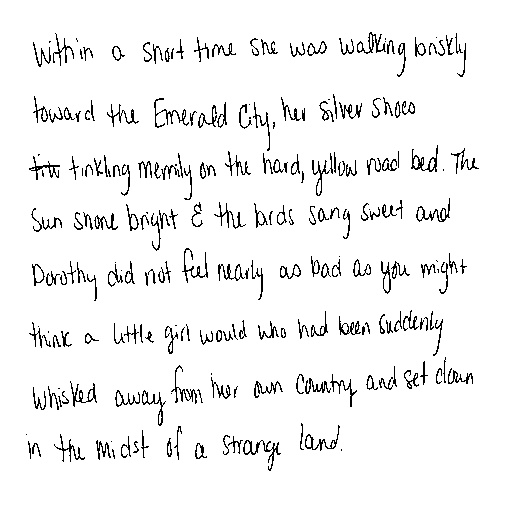 Within a short time she was walking briskly
toward the Emerald City, her Silver Shoes
tinkling merrily on the hard, yellow road bed. The
Sun shone bright & the birds sang sweet and
Dorothy did not feel nearly as bad as you might
think a little girl would who had been suddenly
whisked away from her own country and set down
in the midst of a strange land.